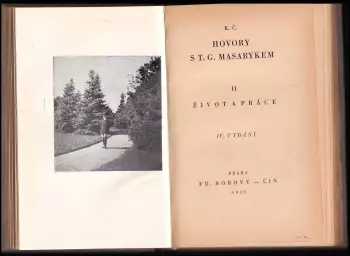 K. Č.
HOVORY
S T. G. MASARYKEM
II
ŽIVOT A PRÁCE
IV. VYDÁNÍ
PRAHA
FR. BOROVÝ — ČIN